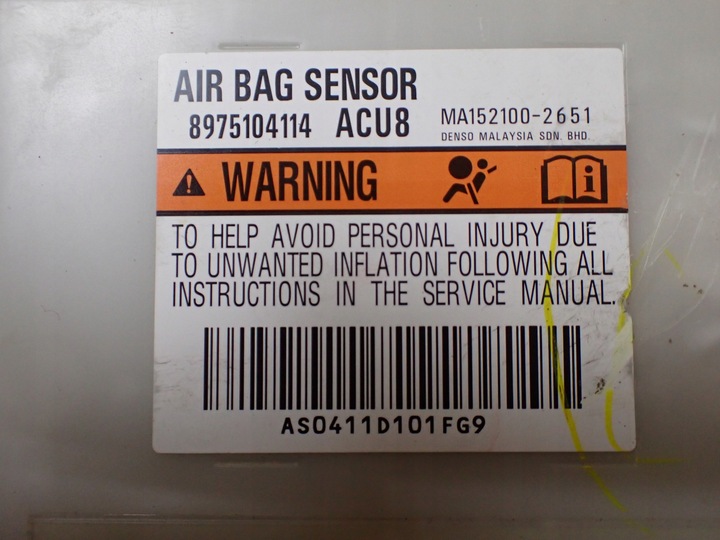 AIR BAG SENSOR
8975104114 ACU8 MA152100-2651
DENSO MALAYSIA SDN. BHD.
WARNING
TO HELP AVOID PERSONAL INJURY DUE
TO UNWANTED INFLATION FOLLOWING ALL
INSTRUCTIONS IN THE SERVICE MANUAL.
AS0411D101FG9